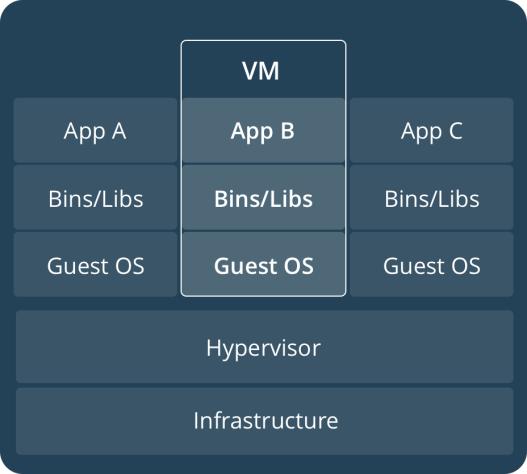 VM
App A
App B
App C
Bins/Libs
Bins/Libs
Bins/Libs
Guest OS
Guest OS
Guest OS
Hypervisor
Infrastructure